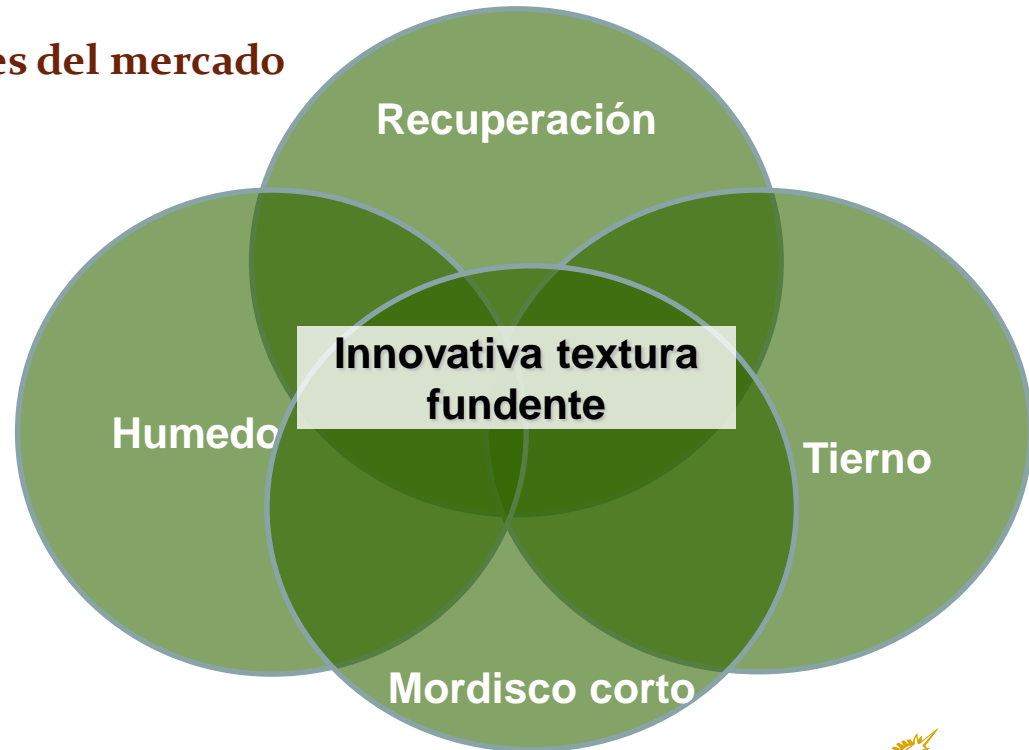 es del mercado
Recuperación
Innovativa textura
fundente
Humedo
Tierno
Mordisco corto